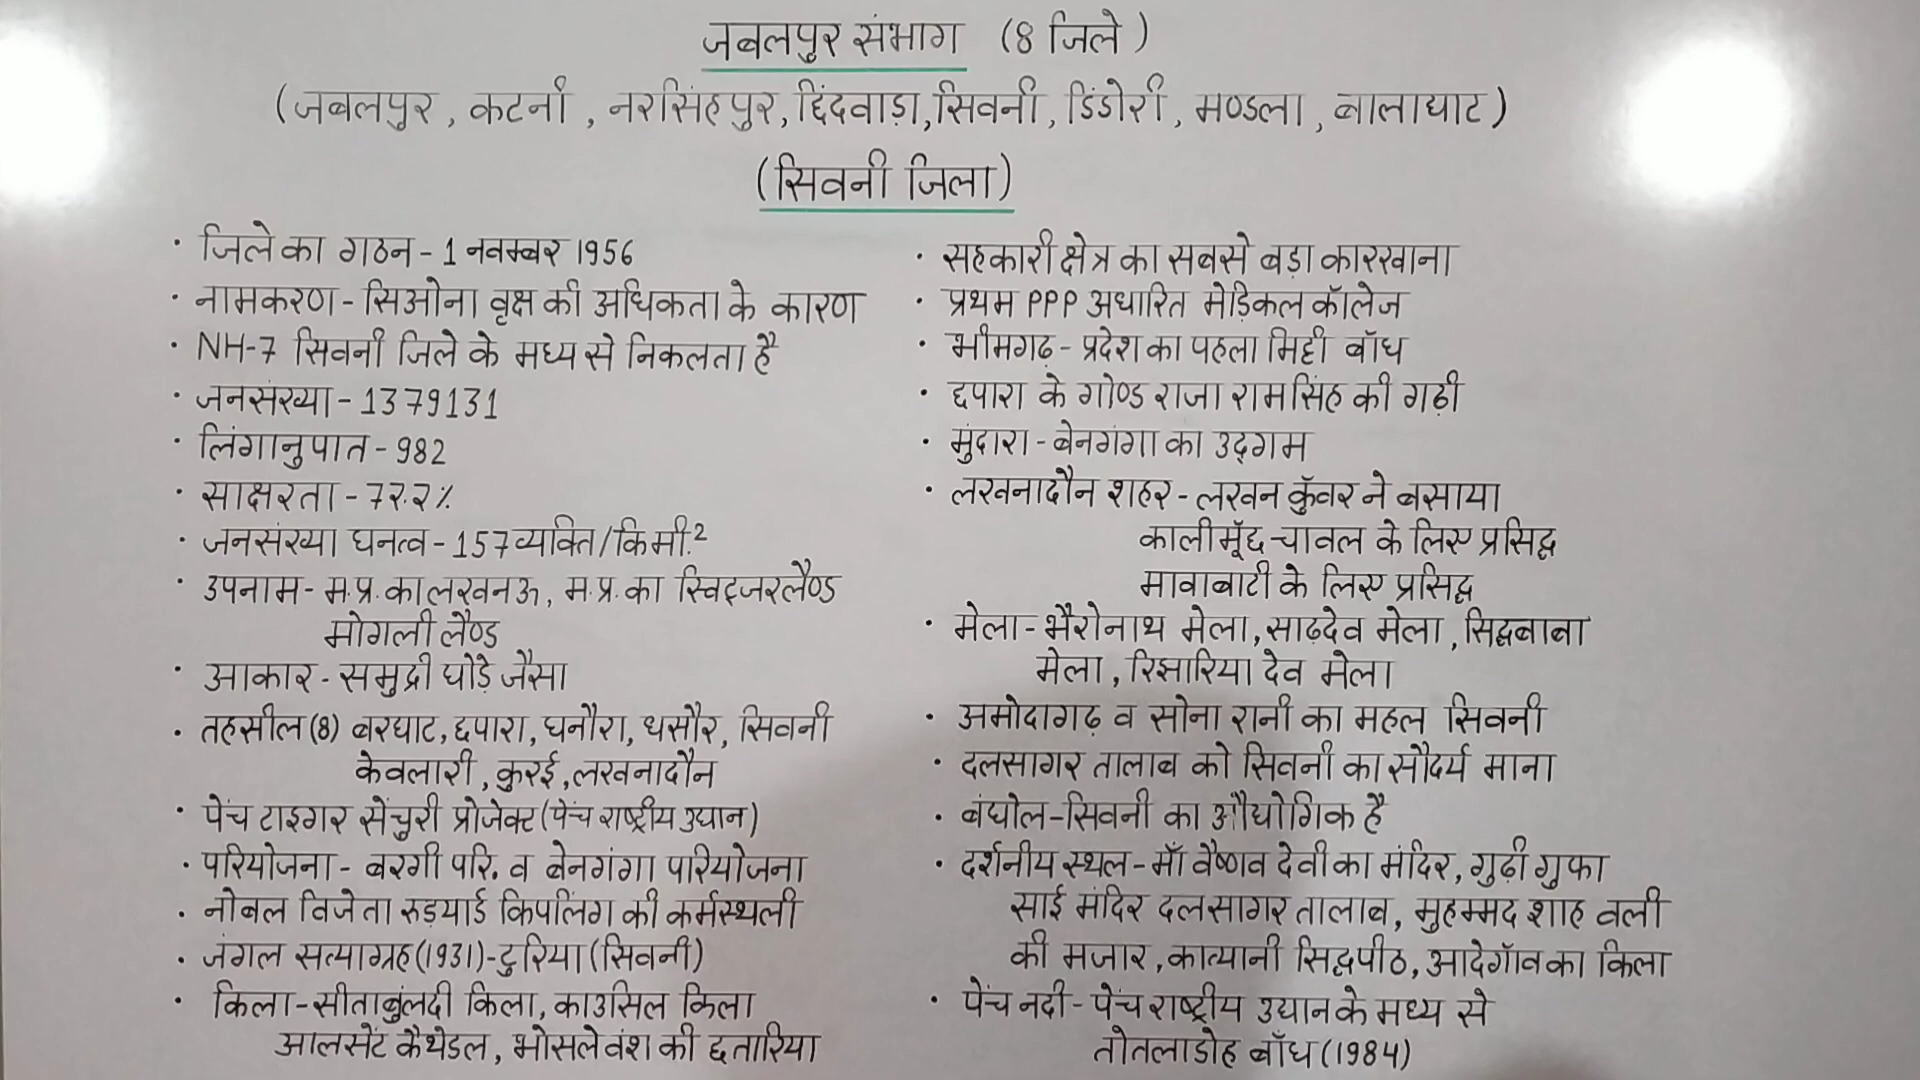 जबलपुर संभाग (8 जिले)
(जबलपुर, कटनी, नरसिंहपुर, छिंदवाड़ा, सिवनी, डिंडोरी, मण्डला, बालाघाट)
(सिवनी जिला)
· जिले का गठन - 1 नवम्बर 1956
· नामकरण - सिओना वृक्ष की अधिकता के कारण
· NH-7 सिवनी जिले के मध्य से निकलता है
· जनसंख्या - 1379131
· लिंगानुपात - 982
· साक्षरता - 7२.२%
· जनसंख्या घनत्व - 157 व्यक्ति/किमी.²
· उपनाम - म.प्र. का लखनऊ, म.प्र. का स्विट्जरलैण्ड
मोगली लैण्ड
· आकार - समुद्री घोड़े जैसा
· तहसील (8) बरघाट, छपारा, घनौरा, धसौर, सिवनी
केवलारी, कुरई, लखनादौन
· पेंच टाइगर सेंचुरी प्रोजेक्ट (पेंच राष्ट्रीय उद्यान)
· परियोजना - बरगी परि. व बेनगंगा परियोजना
· नोबल विजेता रुड़यार्ड किपलिंग की कर्मस्थली
· जंगल सत्याग्रह (1931) - टुरिया (सिवनी)
· किला - सीताबुंलदी किला, काउसिल किला
आलसेंट कैथेडल, भोसले वंश की छतारिया
· सहकारी क्षेत्र का सबसे बड़ा कारखाना
· प्रथम PPP अधारित मेड़िकल कॉलेज
· भीमगढ़ - प्रदेश का पहला मिट्टी बाँध
· छपारा के गोण्ड राजा रामसिंह की गढ़ी
· मुंदारा - बेनगंगा का उद्गम
· लखनादौन शहर - लखन कुँवर ने बसाया
कालीमूँछ - चावल के लिए प्रसिद्ध
मावाबाटी के लिए प्रसिद्ध
· मेला - भैरोनाथ मेला, साढ़देव मेला, सिद्धबाबा
मेला, रिझारिया देव मेला
· अमोदागढ़ व सोना रानी का महल सिवनी
· दलसागर तालाब को सिवनी का सौदर्य माना
· बंघोल - सिवनी का औद्योगिक है
· दर्शनीय स्थल - माँ वैष्णव देवी का मंदिर, गुढ़ी गुफा
साई मंदिर दलसागर तालाब, मुहम्मद शाह वली
की मजार, कात्यानी सिद्धपीठ, आदेगाँव का किला
· पेंच नदी - पेंच राष्ट्रीय उद्यान के मध्य से
तोतलाडोह बाँध (1984)